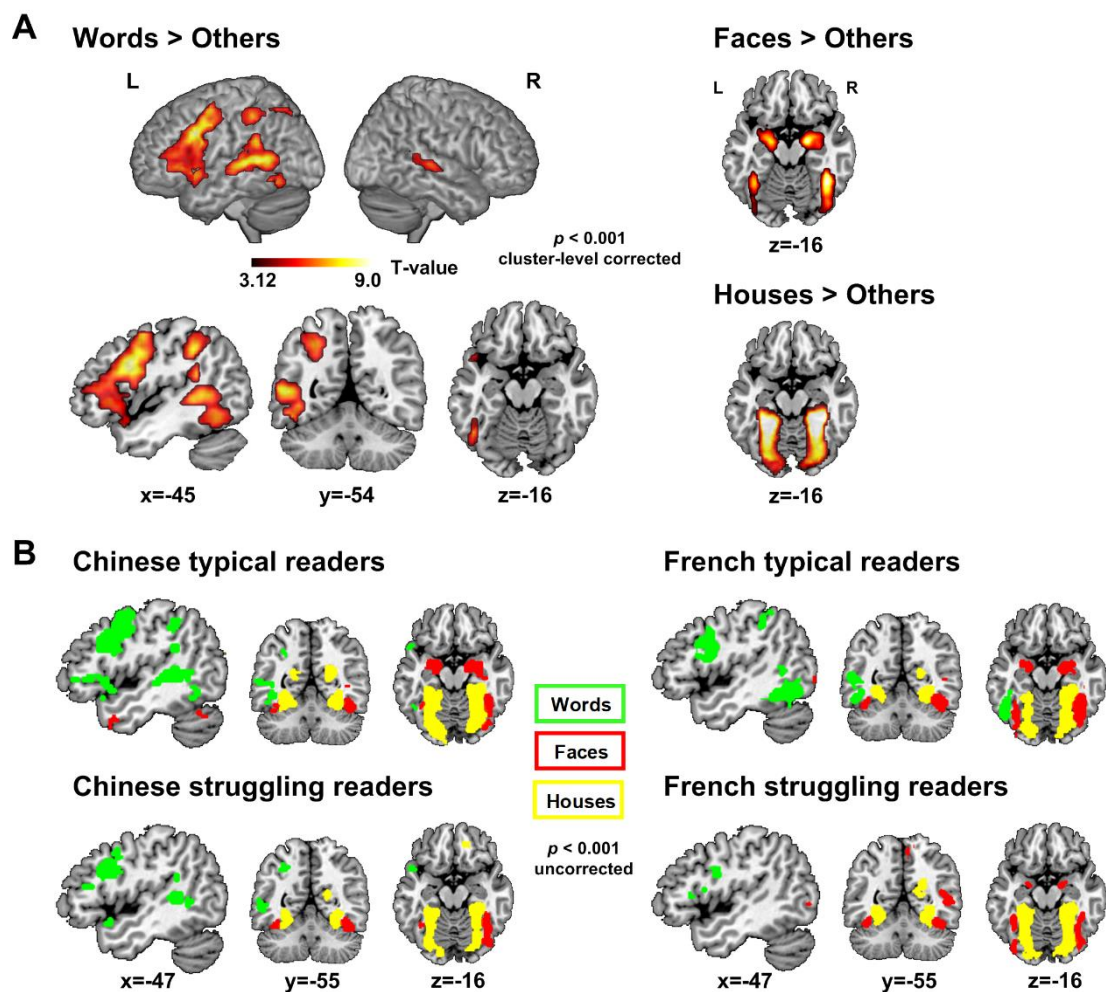 A
Words > Others
L
R
p < 0.001
cluster-level corrected
3.12
9.0
T-value
x=-45
y=-54
z=-16
Faces > Others
L
R
z=-16
Houses > Others
z=-16
B
Chinese typical readers
French typical readers
Words
Faces
Houses
p < 0.001
uncorrected
Chinese struggling readers
x=-47
y=-55
z=-16
French struggling readers
x=-47
y=-55
z=-16